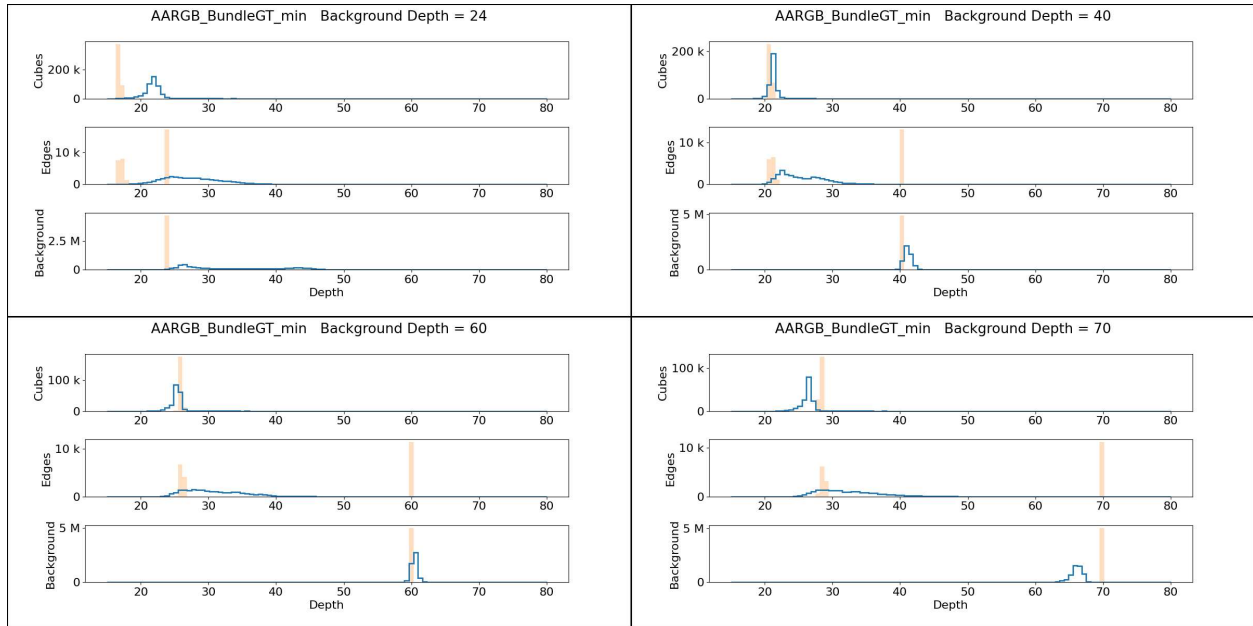 AARGB_BundleGT_min   Background Depth = 24
Cubes
200 k
0
20 30 40 50 60 70 80
Edges
10 k
0
20 30 40 50 60 70 80
Background
2.5 M
0
20 30 40 50 60 70 80
Depth
AARGB_BundleGT_min   Background Depth = 40
Cubes
200 k
0
20 30 40 50 60 70 80
Edges
10 k
0
20 30 40 50 60 70 80
Background
5 M
0
20 30 40 50 60 70 80
Depth
AARGB_BundleGT_min   Background Depth = 60
Cubes
100 k
0
20 30 40 50 60 70 80
Edges
10 k
0
20 30 40 50 60 70 80
Background
5 M
0
20 30 40 50 60 70 80
Depth
AARGB_BundleGT_min   Background Depth = 70
Cubes
100 k
0
20 30 40 50 60 70 80
Edges
10 k
0
20 30 40 50 60 70 80
Background
5 M
0
20 30 40 50 60 70 80
Depth